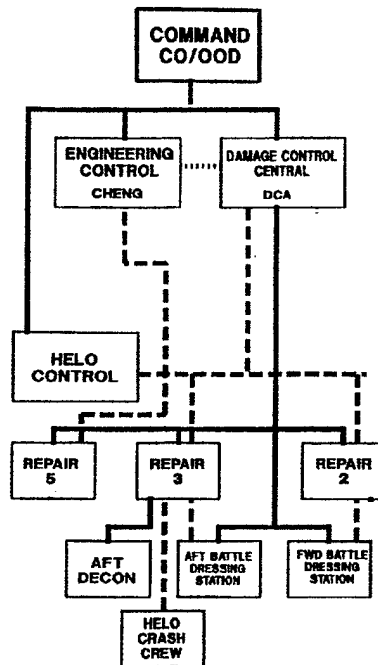 COMMAND
CO/OOD
ENGINEERING
CONTROL
CHENG
DAMAGE CONTROL
CENTRAL
DCA
HELO
CONTROL
REPAIR
5
REPAIR
3
REPAIR
2
AFT
DECON
AFT BATTLE
DRESSING
STATION
FWD BATTLE
DRESSING
STATION
HELO
CRASH
CREW